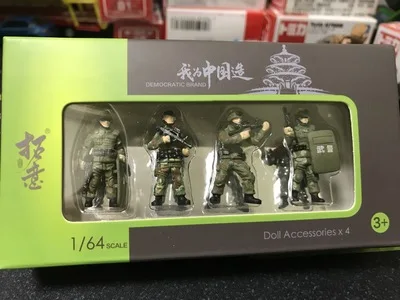 我为中国造
DEMOCRATIC BRAND
拓意
武警
1/64 SCALE
Doll Accessories x 4
3+